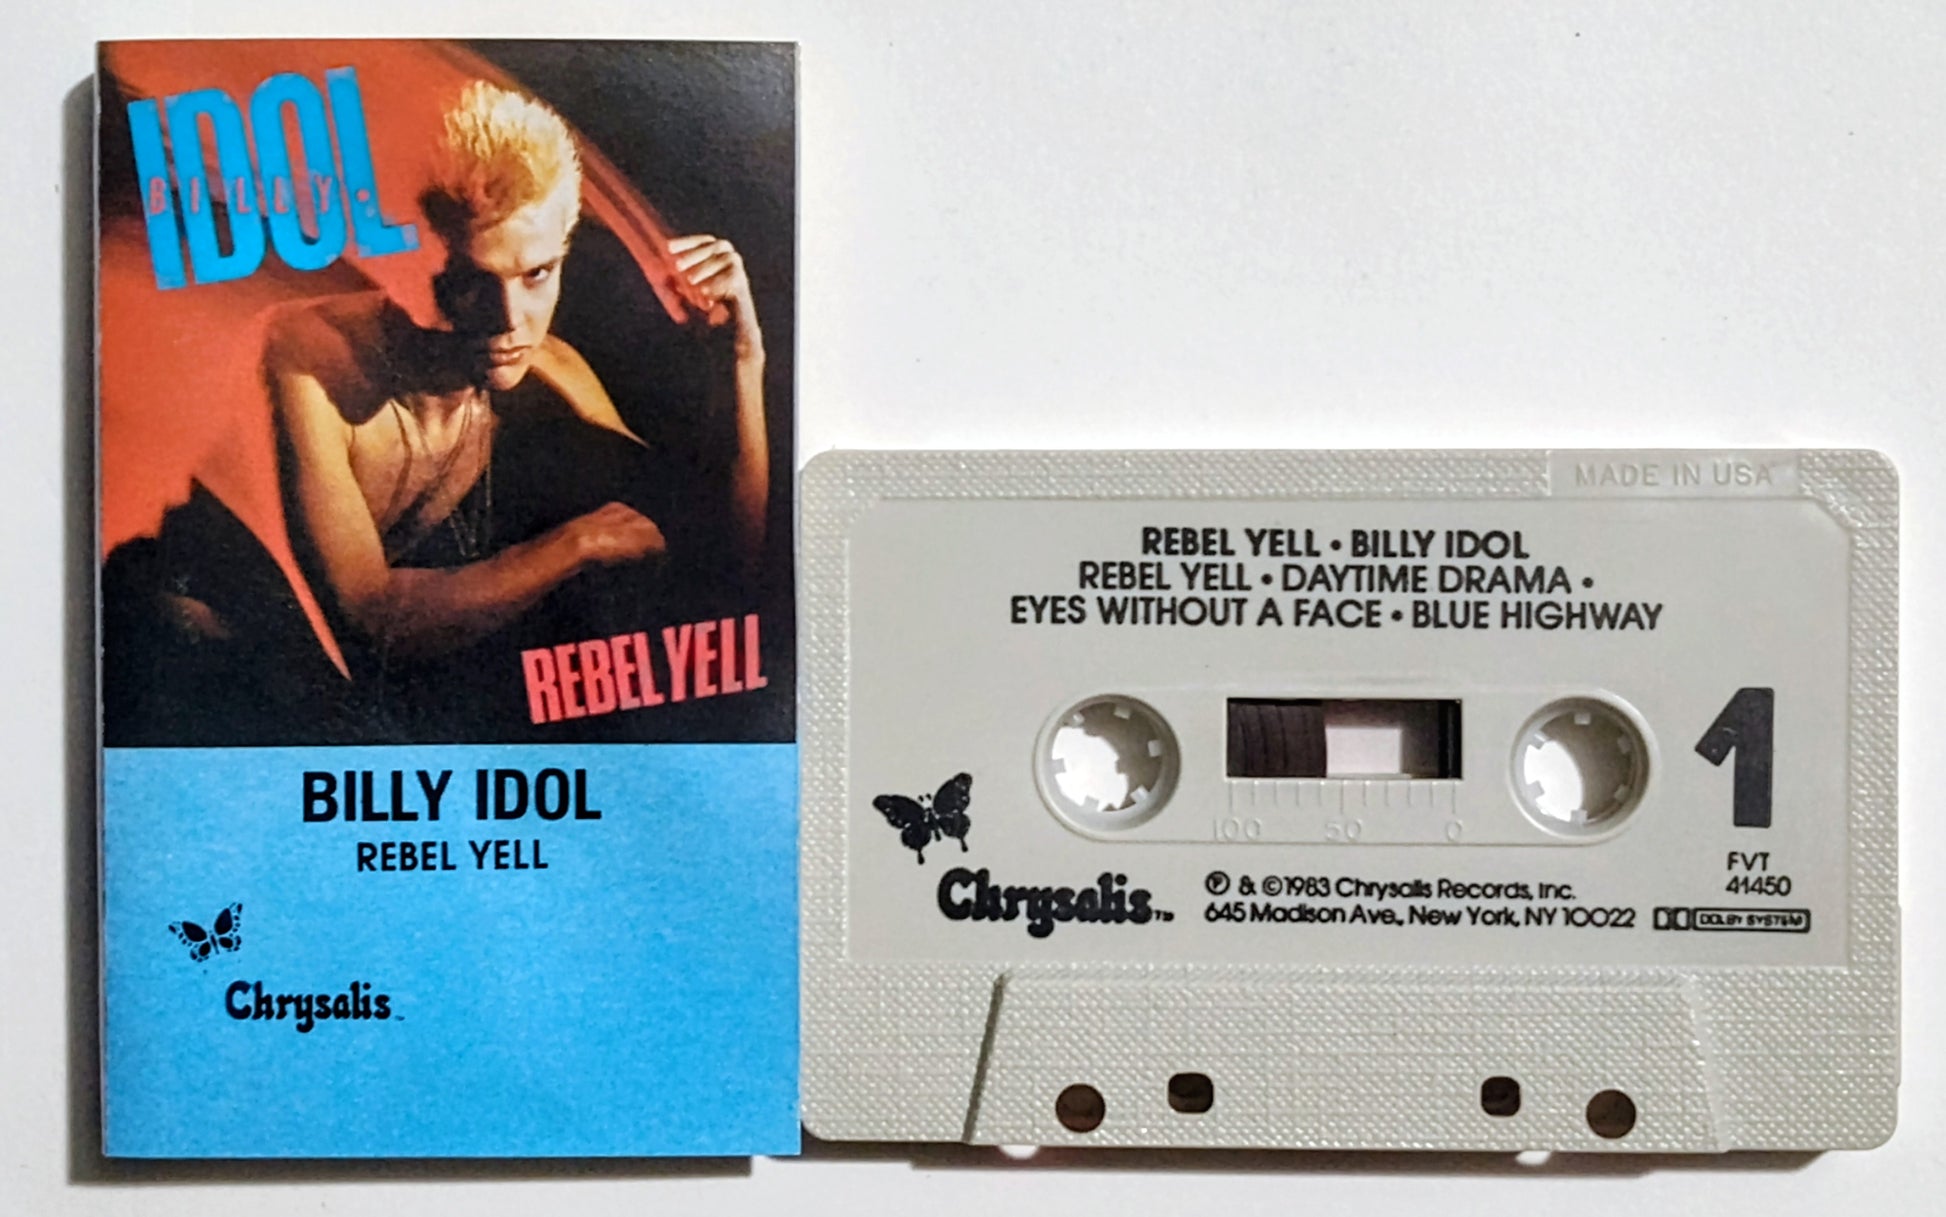 IDOL
BILLY
REBEL YELL
BILLY IDOL
REBEL YELL
Chrysalis
MADE IN USA
REBEL YELL • BILLY IDOL
REBEL YELL • DAYTIME DRAMA •
EYES WITHOUT A FACE • BLUE HIGHWAY
1
100 50 0
Chrysalis™
℗ & ©1983 Chrysalis Records, Inc.
645 Madison Ave., New York, NY 10022
FVT
41450
DOLBY SYSTEM